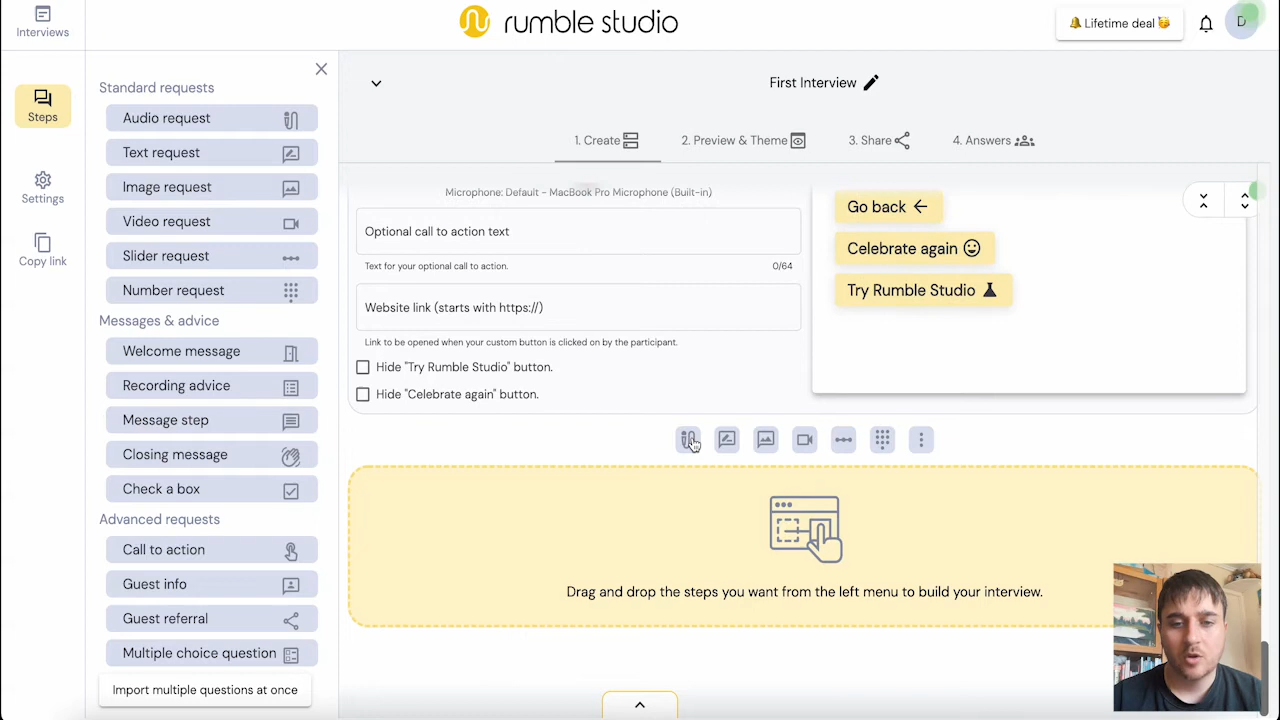 Interviews
rumble studio
Lifetime deal
D
Steps
Settings
Copy link
Standard requests
Audio request
Text request
Image request
Video request
Slider request
Number request
Messages & advice
Welcome message
Recording advice
Message step
Closing message
Check a box
Advanced requests
Call to action
Guest info
Guest referral
Multiple choice question
Import multiple questions at once
First Interview
1. Create
2. Preview & Theme
3. Share
4. Answers
Microphone: Default - MacBook Pro Microphone (Built-in)
Optional call to action text
Text for your optional call to action.
0/64
Website link (starts with https://)
Link to be opened when your custom button is clicked on by the participant.
Hide "Try Rumble Studio" button.
Hide "Celebrate again" button.
Go back
Celebrate again
Try Rumble Studio
Drag and drop the steps you want from the left menu to build your interview.